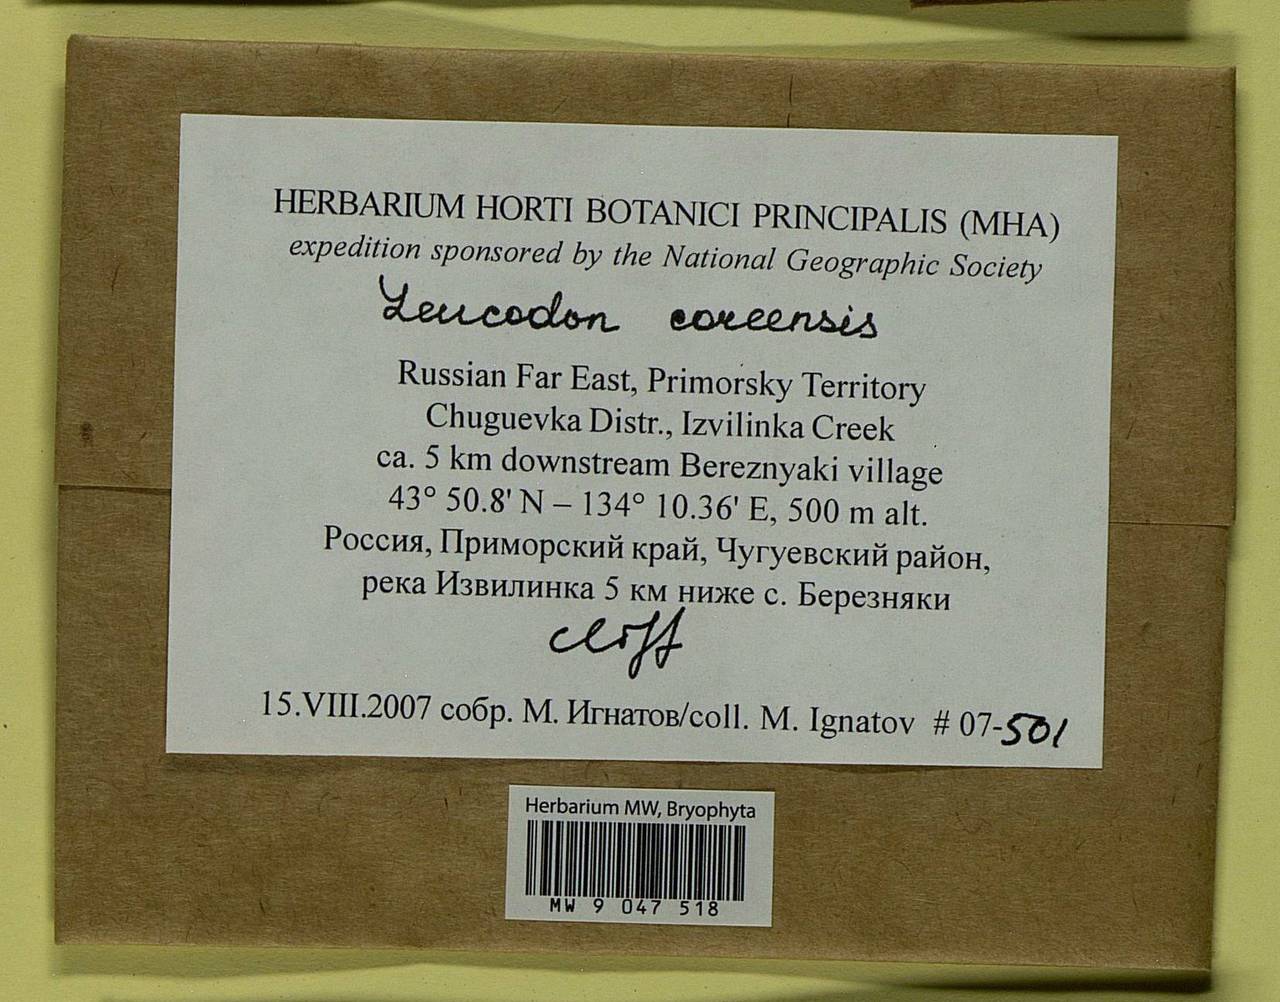 HERBARIUM HORTI BOTANICI PRINCIPALIS (MHA)
expedition sponsored by the National Geographic Society
Leucodon coreensis
Russian Far East, Primorsky Territory
Chuguevka Distr., Izvilinka Creek
ca. 5 km downstream Bereznyaki village
43° 50.8' N – 134° 10.36' E, 500 m alt.
Россия, Приморский край, Чугуевский район,
река Извилинка 5 км ниже с. Березняки
15.VIII.2007 собр. М. Игнатов/coll. M. Ignatov # 07-501
Herbarium MW, Bryophyta
MW 9 047 518